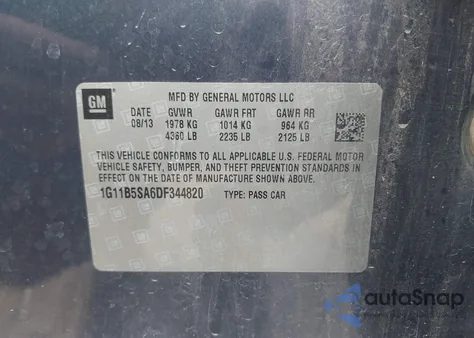 GM
MFD BY GENERAL MOTORS LLC
DATE GVWR GAWR FRT GAWR RR
08/13 1978 KG 1014 KG 964 KG
4360 LB 2235 LB 2125 LB
THIS VEHICLE CONFORMS TO ALL APPLICABLE U.S. FEDERAL MOTOR
VEHICLE SAFETY, BUMPER, AND THEFT PREVENTION STANDARDS IN
EFFECT ON THE DATE OF MANUFACTURE SHOWN ABOVE.
1G11B5SA6DF344820 TYPE: PASS CAR
autoSnap